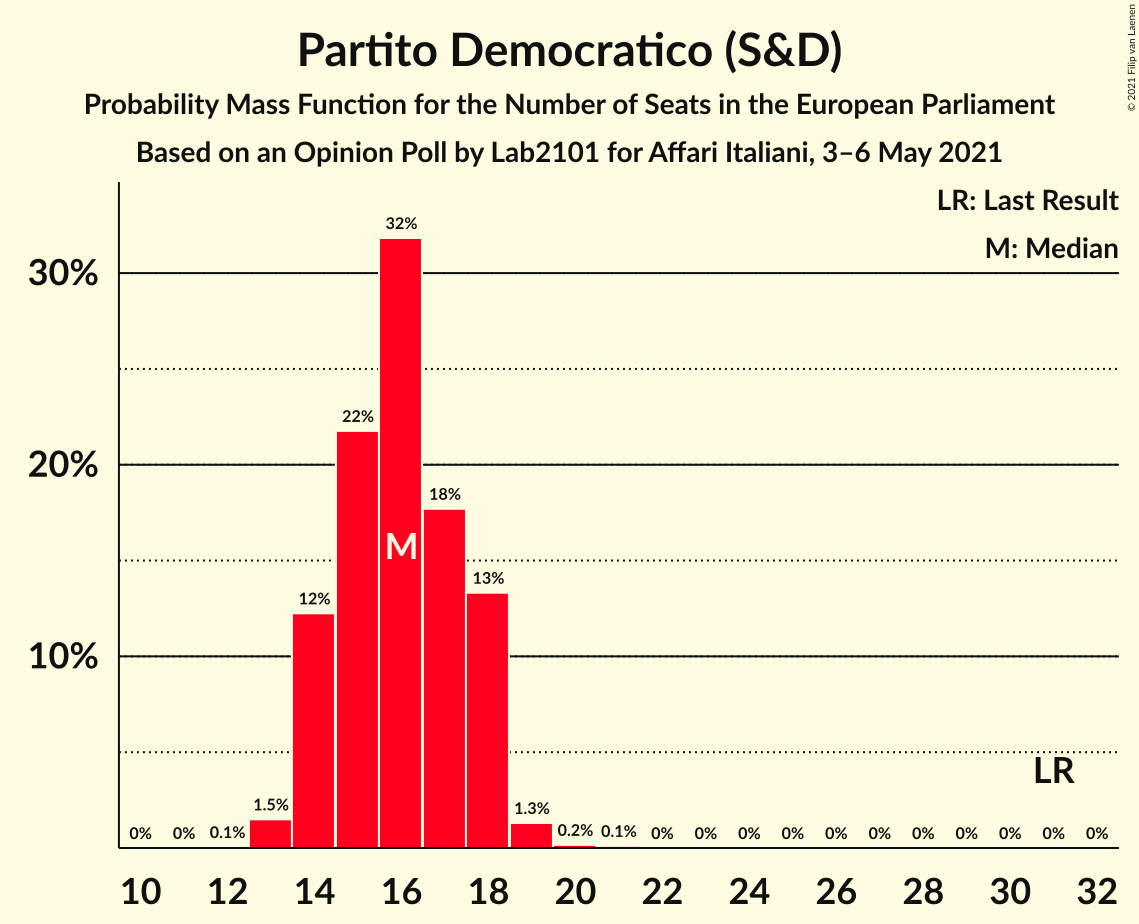 Partito Democratico (S&D)
Probability Mass Function for the Number of Seats in the European Parliament
Based on an Opinion Poll by Lab2101 for Affari Italiani, 3–6 May 2021
© 2021 Filip van Laenen
LR: Last Result
M: Median
30%
20%
10%
0% 0% 0.1% 1.5% 12% 22% 32% 18% 13% 1.3% 0.2% 0.1% 0% 0% 0% 0% 0% 0% 0% 0% 0% 0% 0%
M
LR
10 12 14 16 18 20 22 24 26 28 30 32